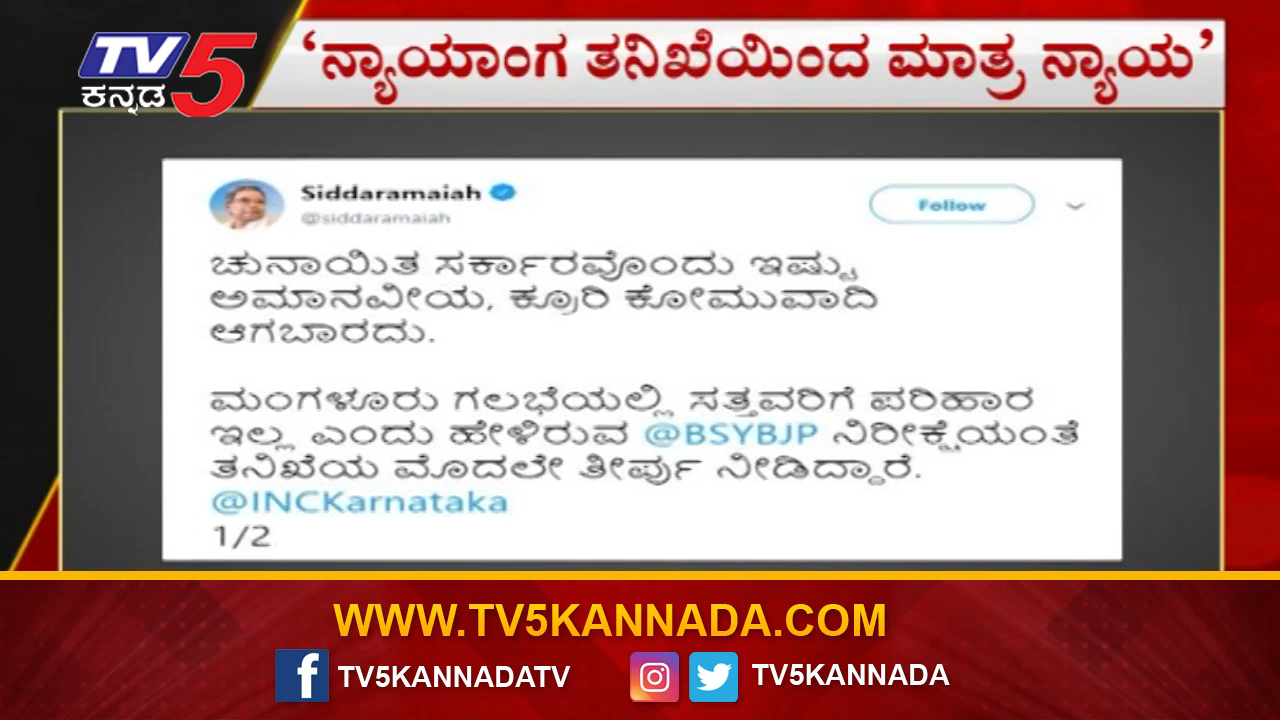 TV5
ಕನ್ನಡ
‘ನ್ಯಾಯಾಂಗ ತನಿಖೆಯಿಂದ ಮಾತ್ರ ನ್ಯಾಯ’
Siddaramaiah
@siddaramaiah
Follow
ಚುನಾಯಿತ ಸರ್ಕಾರವೊಂದು ಇಷ್ಟು
ಅಮಾನವೀಯ, ಕ್ರೂರಿ ಕೋಮುವಾದಿ
ಆಗಬಾರದು.
ಮಂಗಳೂರು ಗಲಭೆಯಲ್ಲಿ ಸತ್ತವರಿಗೆ ಪರಿಹಾರ
ಇಲ್ಲ ಎಂದು ಹೇಳಿರುವ @BSYBJP ನಿರೀಕ್ಷೆಯಂತೆ
ತನಿಖೆಯ ಮೊದಲೇ ತೀರ್ಪು ನೀಡಿದ್ದಾರೆ.
@INCKarnataka
1/2
WWW.TV5KANNADA.COM
TV5KANNADATV
TV5KANNADA